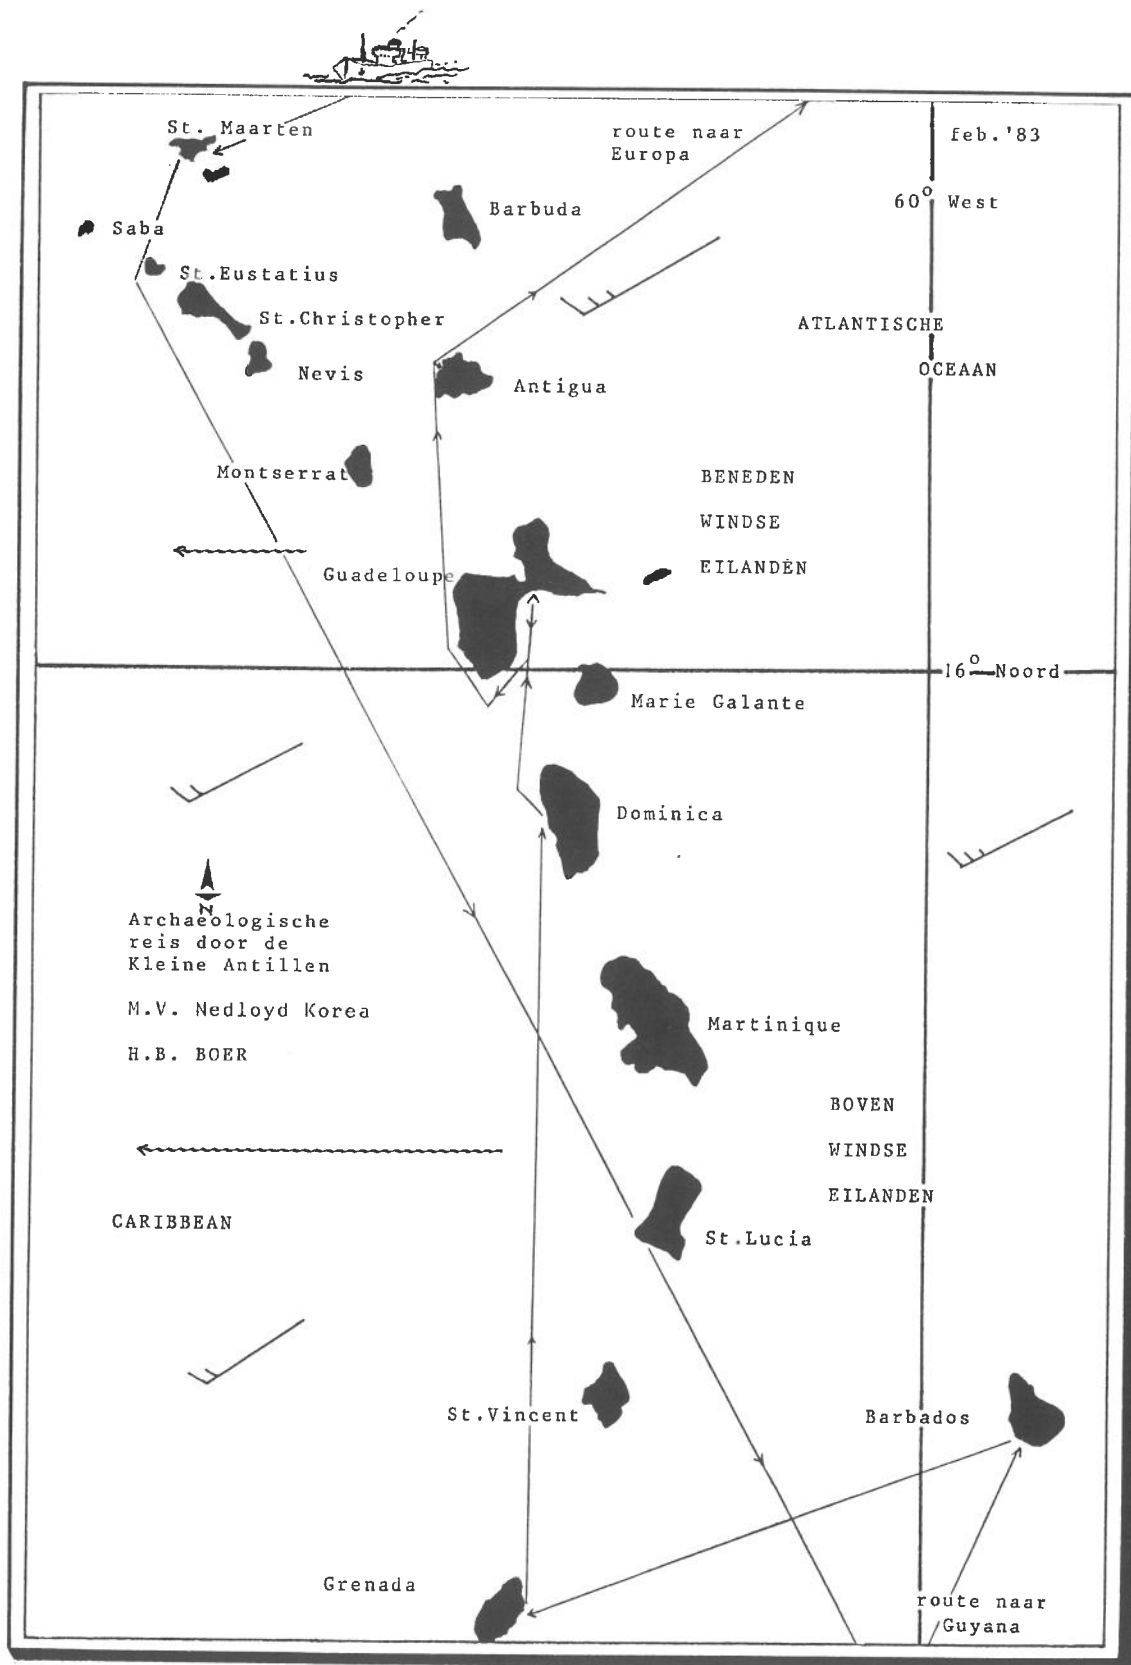 St. Maarten
route naar
Europa
feb.'83
60° West
Barbuda
Saba
St.Eustatius
St.Christopher
ATLANTISCHE
OCEAAN
Nevis
Antigua
Montserrat
BENEDEN
WINDSE
EILANDEN
Guadeloupe
16° Noord
Marie Galante
Dominica
N
Archaeologische
reis door de
Kleine Antillen
M.V. Nedloyd Korea
H.B. BOER
Martinique
BOVEN
WINDSE
EILANDEN
CARIBBEAN
St.Lucia
St.Vincent
Barbados
Grenada
route naar
Guyana